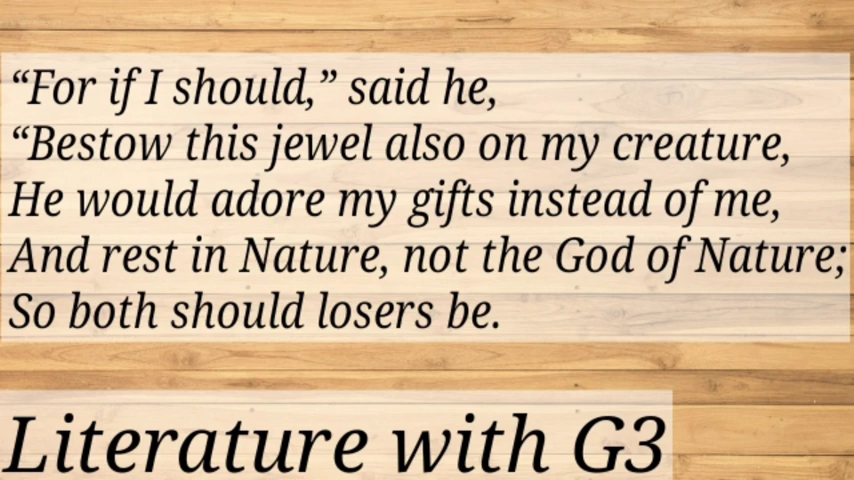 “For if I should,” said he,
“Bestow this jewel also on my creature,
He would adore my gifts instead of me,
And rest in Nature, not the God of Nature;
So both should losers be.
Literature with G3